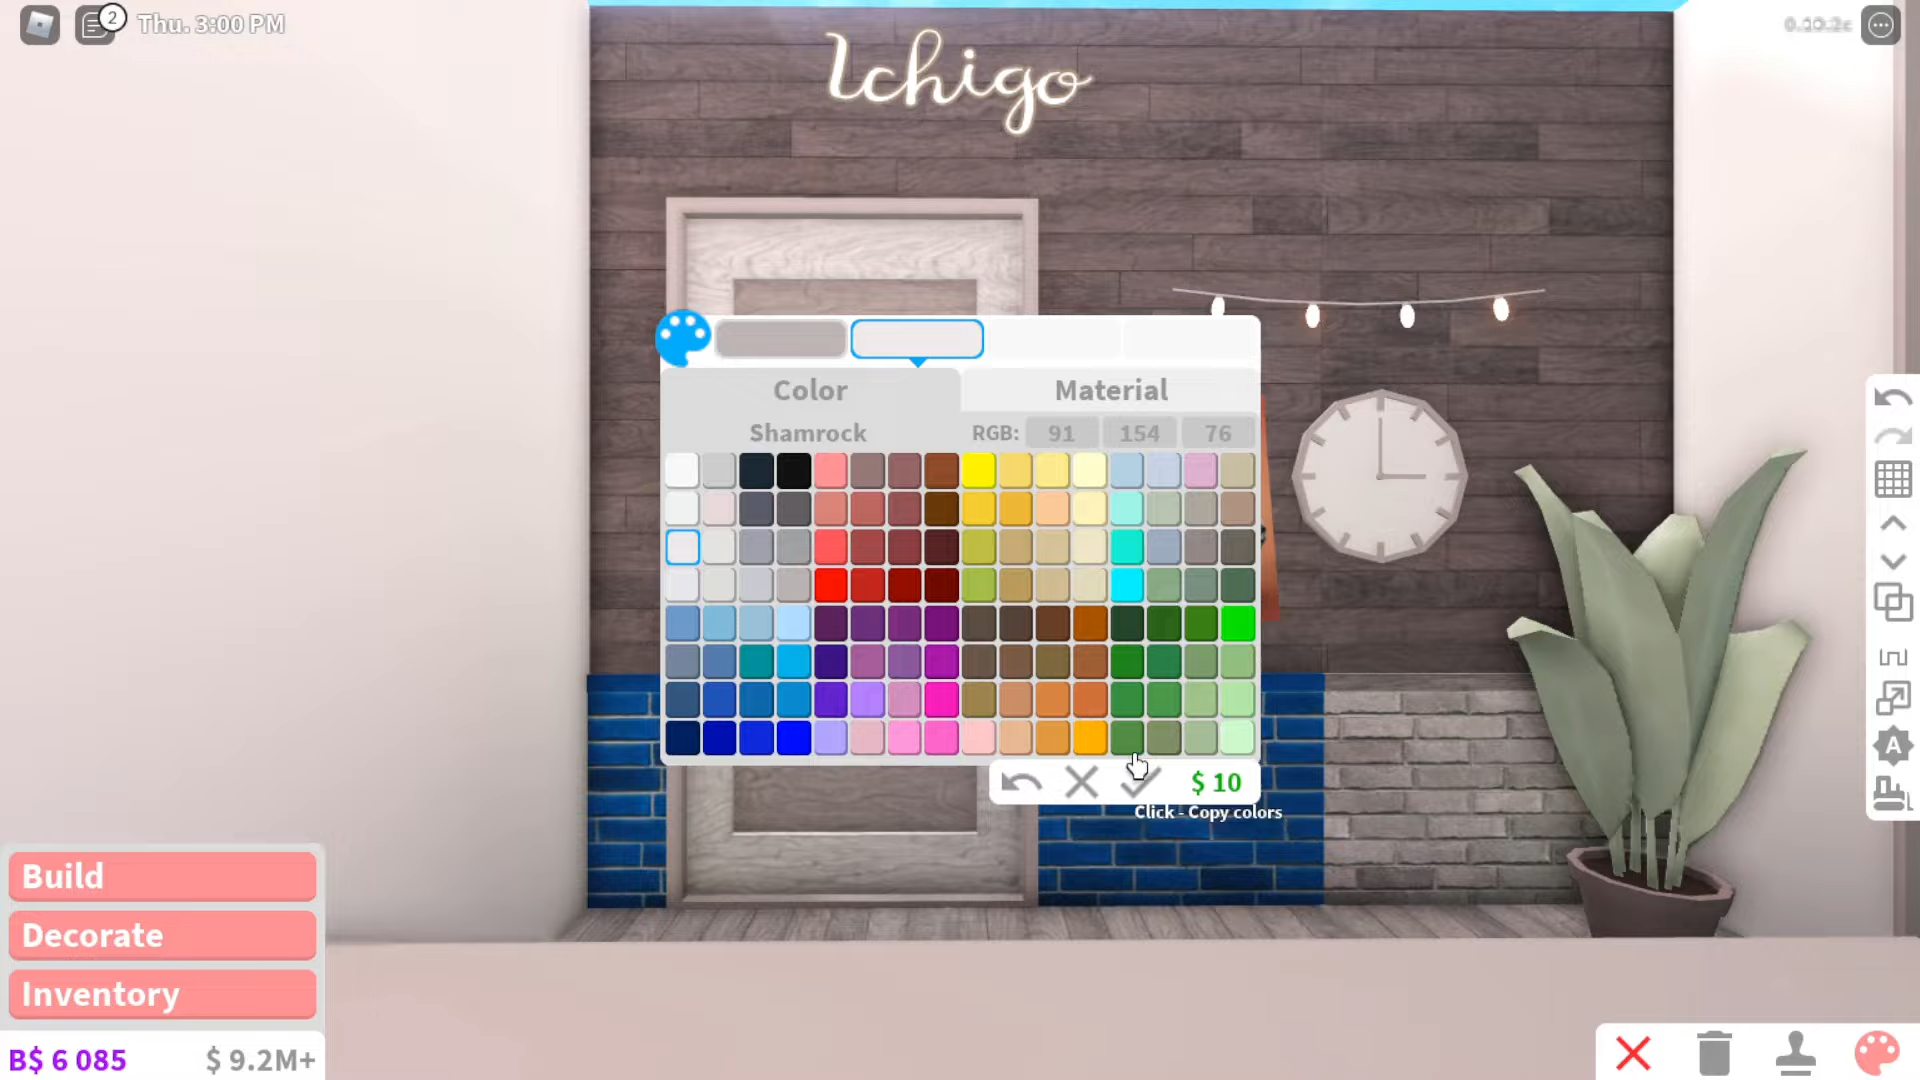 2
Thu. 3:00 PM
Ichigo
Color
Material
Shamrock
RGB: 91 154 76
$ 10
Click - Copy colors
Build
Decorate
Inventory
B$ 6 085
$ 9.2M+
A